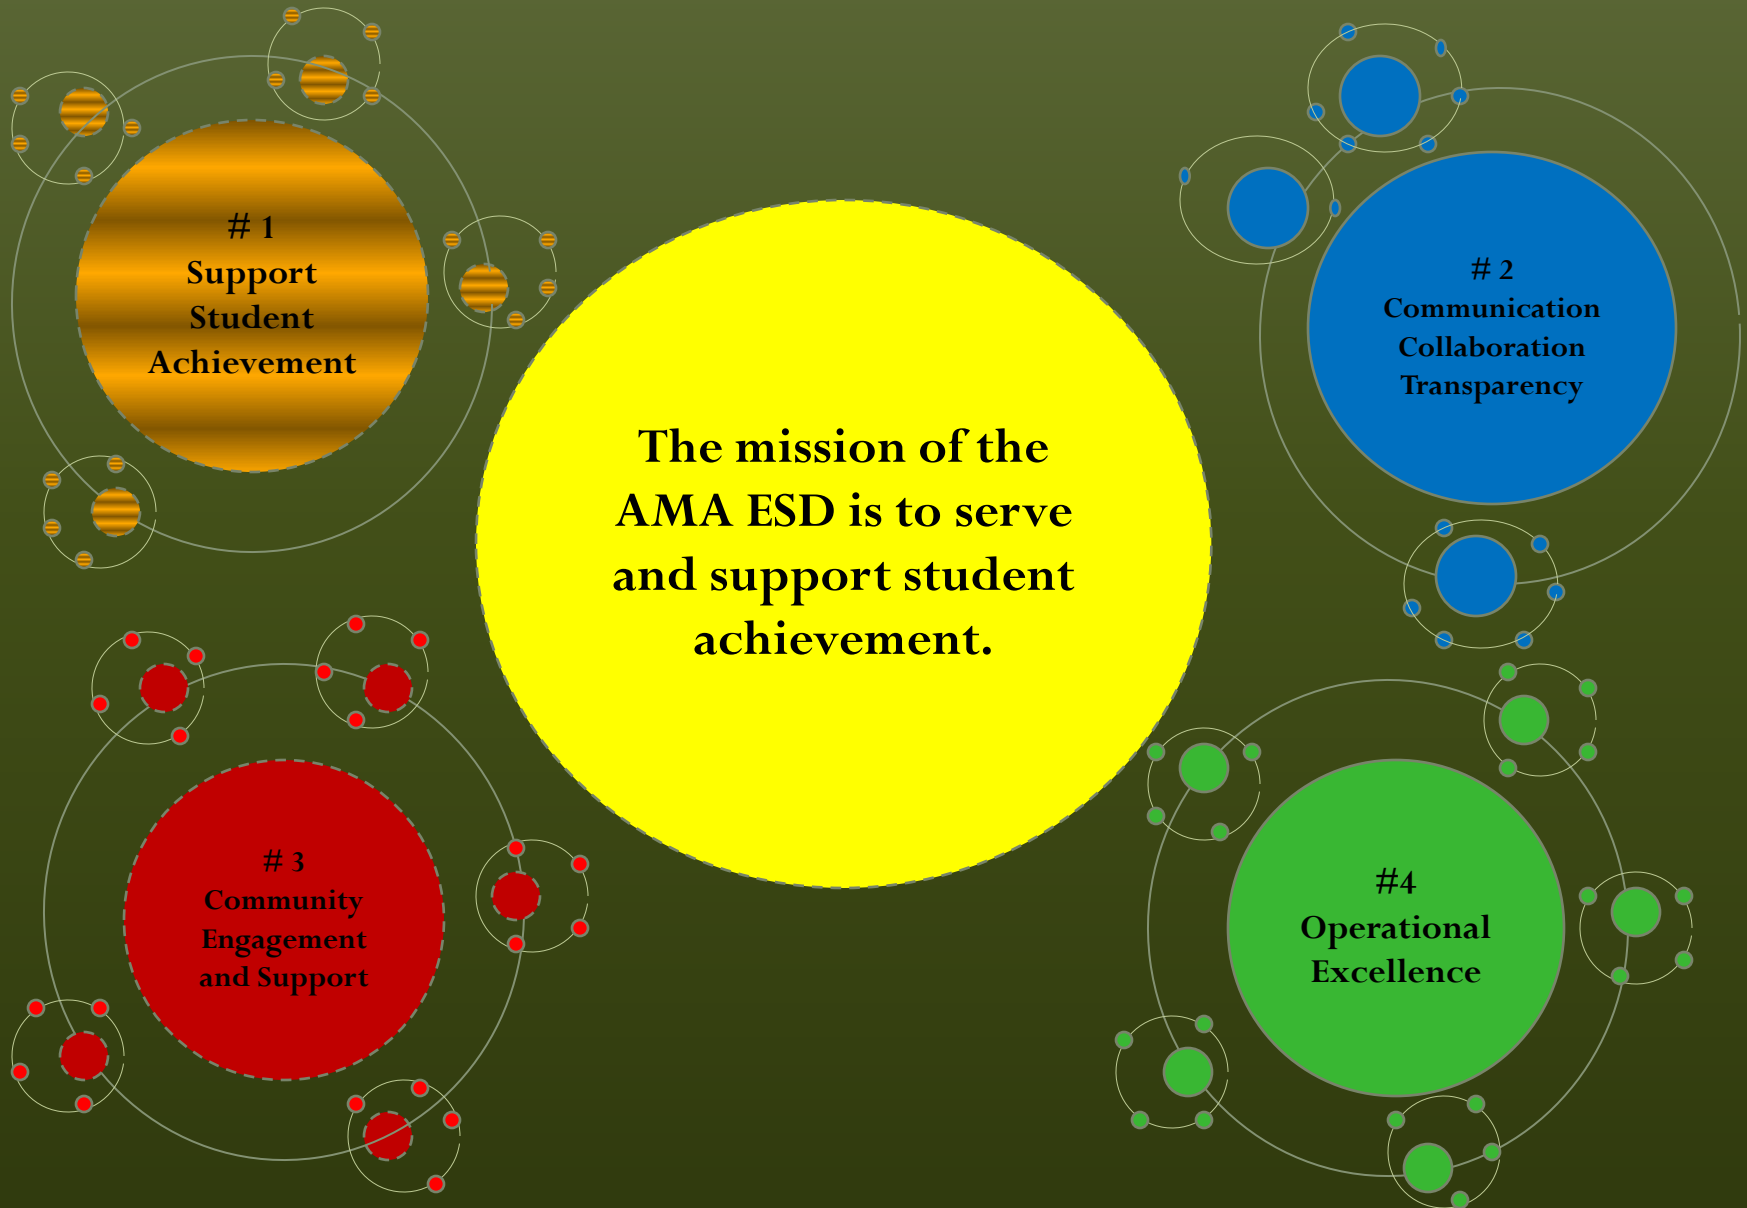 # 1
Support
Student
Achievement
# 2
Communication
Collaboration
Transparency
The mission of the
AMA ESD is to serve
and support student
achievement.
# 3
Community
Engagement
and Support
#4
Operational
Excellence